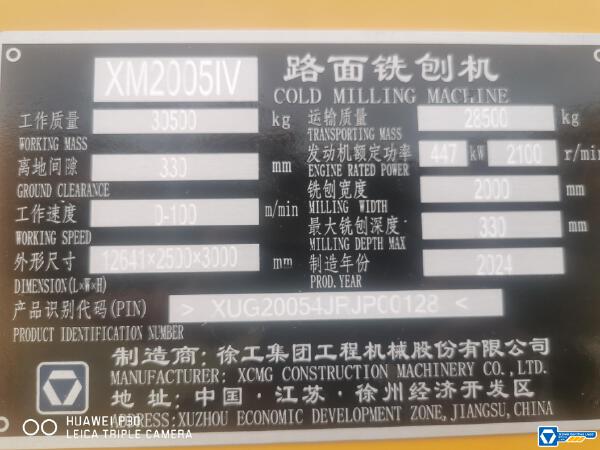 XM2005IV 路面铣刨机
COLD MILLING MACHINE
工作质量 30500 kg 运输质量 28500 kg
WORKING MASS TRANSPORTING MASS
离地间隙 330 mm 发动机额定功率 447 kW 2100 r/min
GROUND CLEARANCE ENGINE RATED POWER
工作速度 0-100 m/min 铣刨宽度 2000 mm
WORKING SPEED MILLING WIDTH
外形尺寸 12641×2500×3000 mm 最大铣刨深度 330 mm
DIMENSION(L×W×H) MILLING DEPTH MAX
制造年份 2024
PROD. YEAR
产品识别代码(PIN) > XUG20054JRJP00128 <
PRODUCT IDENTIFICATION NUMBER
制造商: 徐工集团工程机械股份有限公司
MANUFACTURER: XCMG CONSTRUCTION MACHINERY CO., LTD.
地 址: 中国·江苏·徐州经济开发区
ADDRESS: XUZHOU ECONOMIC DEVELOPMENT ZONE, JIANGSU, CHINA
HUAWEI P30
LEICA TRIPLE CAMERA